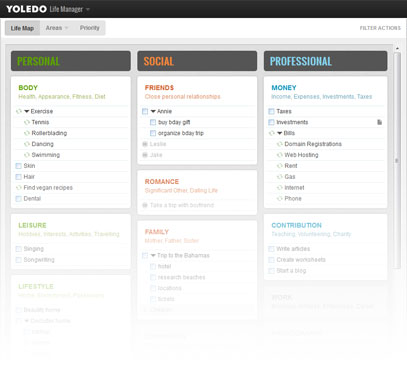 YOLEDO Life Manager
Life Map Areas Priority FILTER ACTIONS
PERSONAL
BODY
Health, Appearance, Fitness, Diet
Exercise
Tennis
Rollerblading
Dancing
Swimming
Skin
Hair
Find vegan recipes
Dental
LEISURE
Hobbies, Interests, Activities, Traveling
Singing
Songwriting
LIFESTYLE
Declutter home
SOCIAL
FRIENDS
Close personal relationships
Annie
buy bday gift
organize bday trip
Leslie
Jake
ROMANCE
Significant Other, Dating Life
Take a trip with boyfriend
FAMILY
Mother, Father, Sister
Trip to the Bahamas
hotel
research beaches
locations
tickets
PROFESSIONAL
MONEY
Income, Expenses, Investments, Taxes
Taxes
Investments
Bills
Domain Registrations
Web Hosting
Rent
Gas
Internet
Phone
CONTRIBUTION
Teaching, Volunteering, Charity
Write articles
Create worksheets
Start a blog
WORK